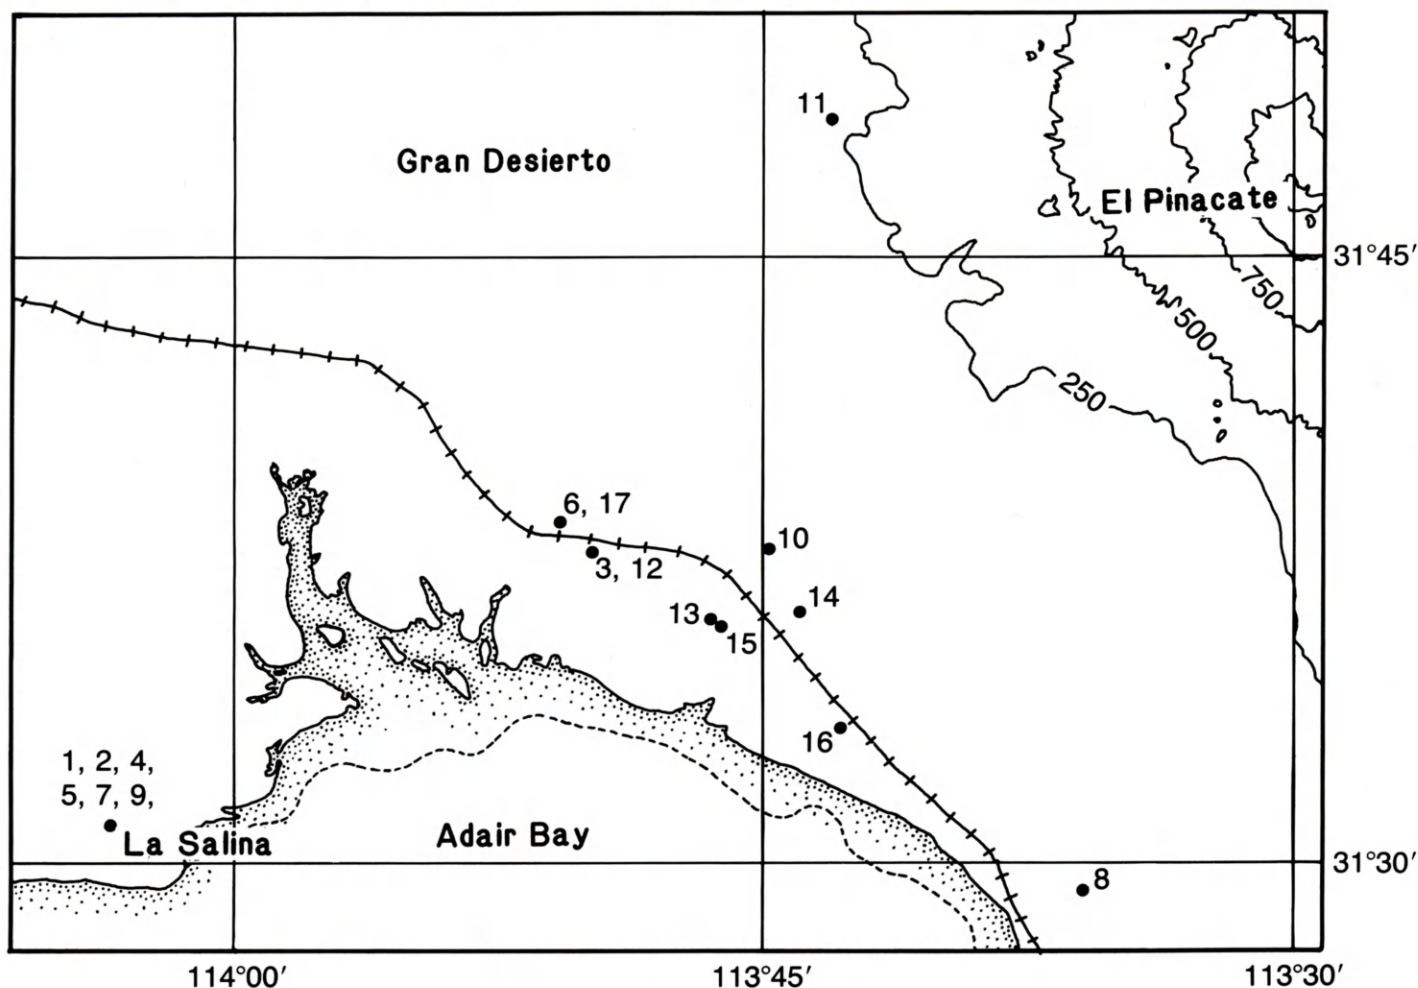 11
Gran Desierto
El Pinacate
31°45′
750
500
250
6, 17
10
3, 12
14
13
15
16
1, 2, 4,
5, 7, 9,
La Salina
Adair Bay
31°30′
8
114°00′
113°45′
113°30′